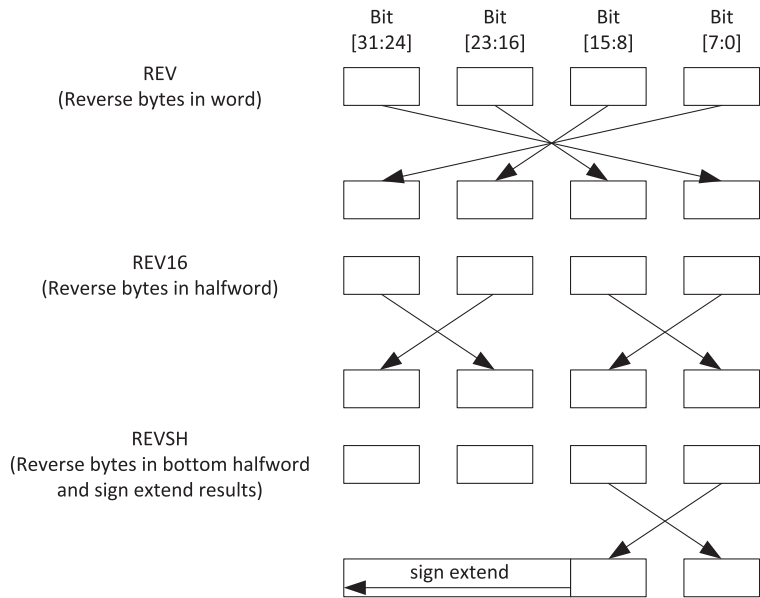 Bit Bit Bit Bit
[31:24] [23:16] [15:8] [7:0]
REV
(Reverse bytes in word)
REV16
(Reverse bytes in halfword)
REVSH
(Reverse bytes in bottom halfword
and sign extend results)
sign extend